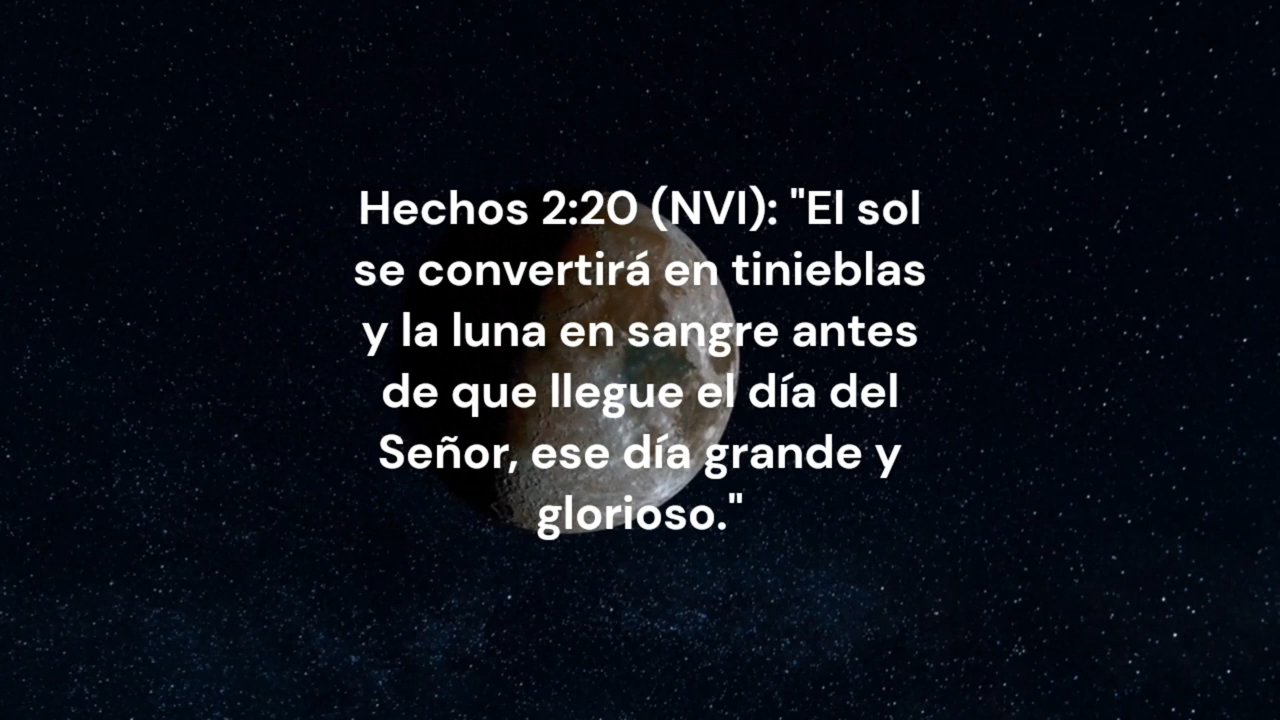 Hechos 2:20 (NVI): "El sol
se convertirá en tinieblas
y la luna en sangre antes
de que llegue el día del
Señor, ese día grande y
glorioso."